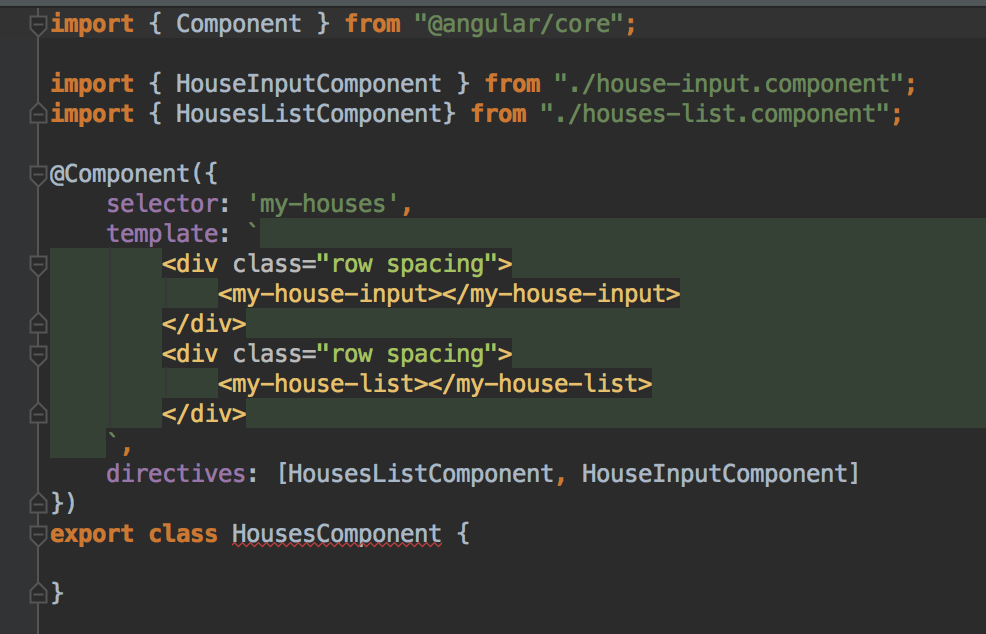 import { Component } from "@angular/core";
import { HouseInputComponent } from "./house-input.component";
import { HousesListComponent} from "./houses-list.component";
@Component({
selector: 'my-houses',
template: `
<div class="row spacing">
<my-house-input></my-house-input>
</div>
<div class="row spacing">
<my-house-list></my-house-list>
</div>
`,
directives: [HousesListComponent, HouseInputComponent]
})
export class HousesComponent {
}